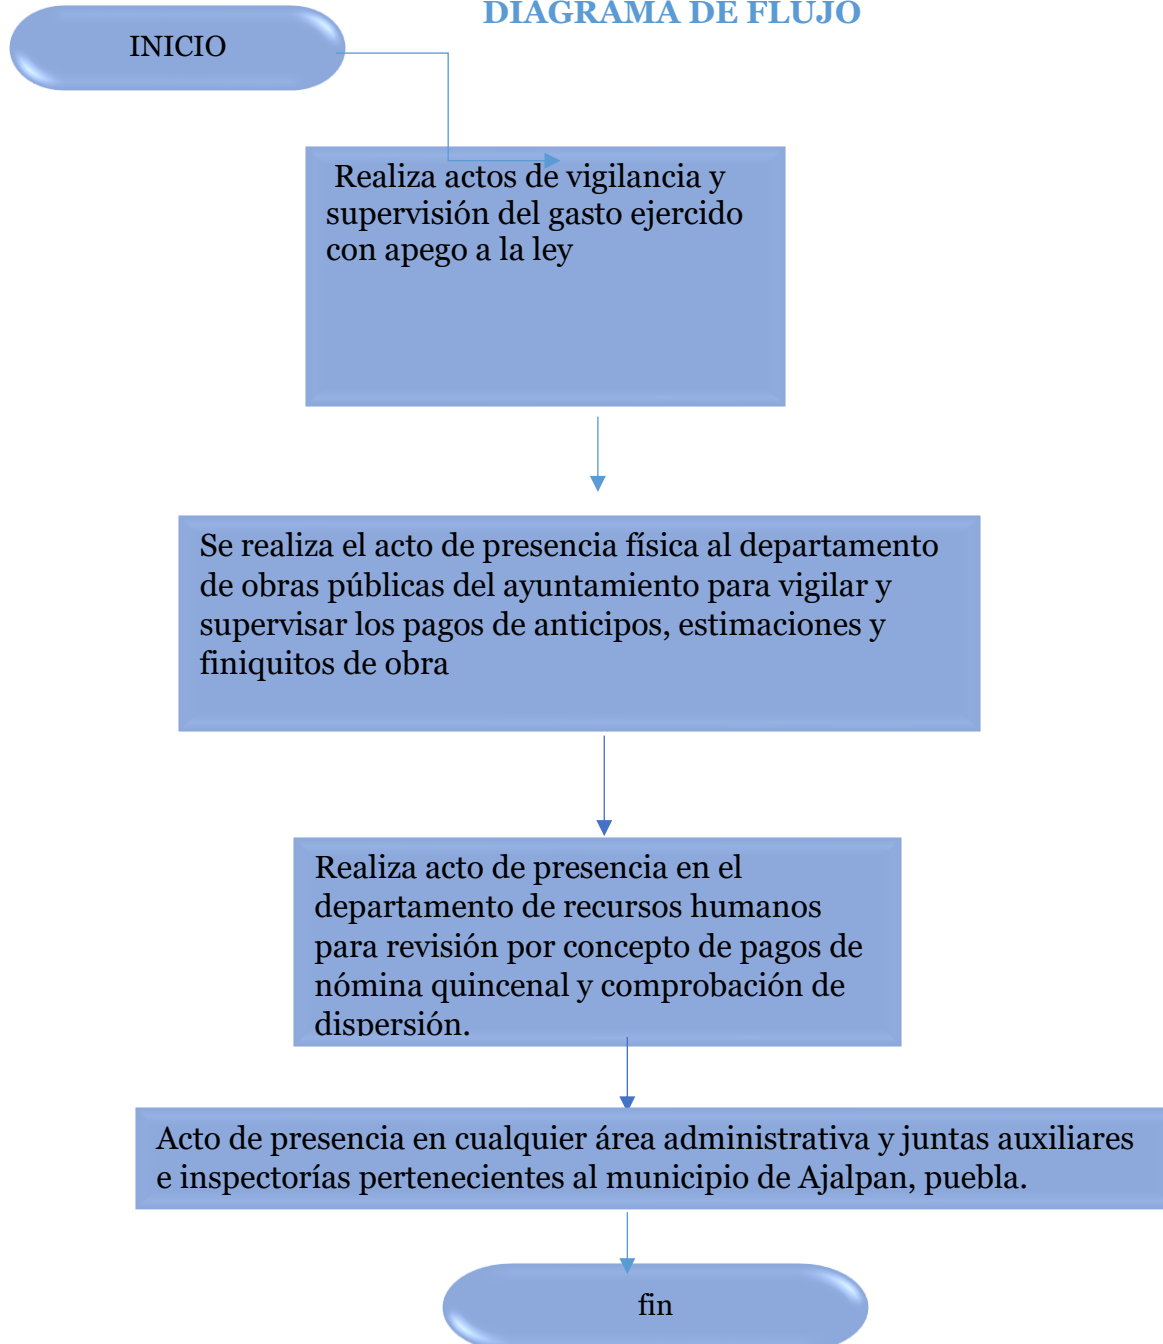 DIAGRAMA DE FLUJO
INICIO
Realiza actos de vigilancia y
supervisión del gasto ejercido
con apego a la ley
Se realiza el acto de presencia física al departamento
de obras públicas del ayuntamiento para vigilar y
supervisar los pagos de anticipos, estimaciones y
finiquitos de obra
Realiza acto de presencia en el
departamento de recursos humanos
para revisión por concepto de pagos de
nómina quincenal y comprobación de
dispersión.
Acto de presencia en cualquier área administrativa y juntas auxiliares
e inspectorías pertenecientes al municipio de Ajalpan, puebla.
fin